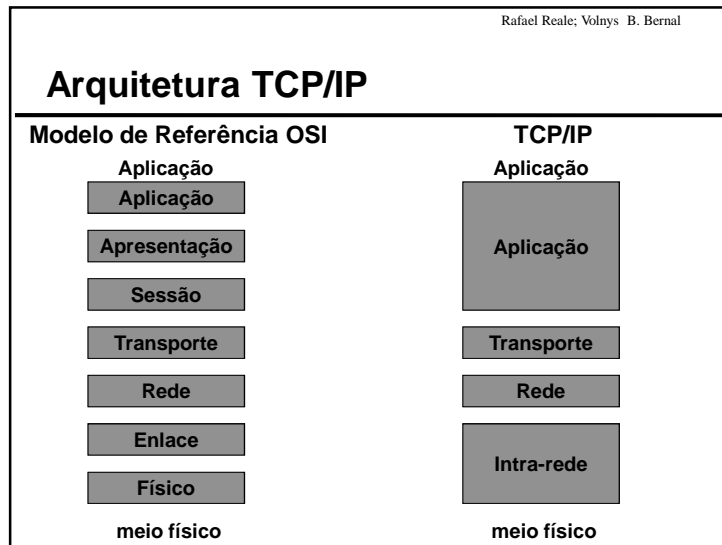 Rafael Reale; Volnys B. Bernal
Arquitetura TCP/IP
Modelo de Referência OSI
Aplicação
Aplicação
Apresentação
Sessão
Transporte
Rede
Enlace
Físico
meio físico
TCP/IP
Aplicação
Aplicação
Transporte
Rede
Intra-rede
meio físico